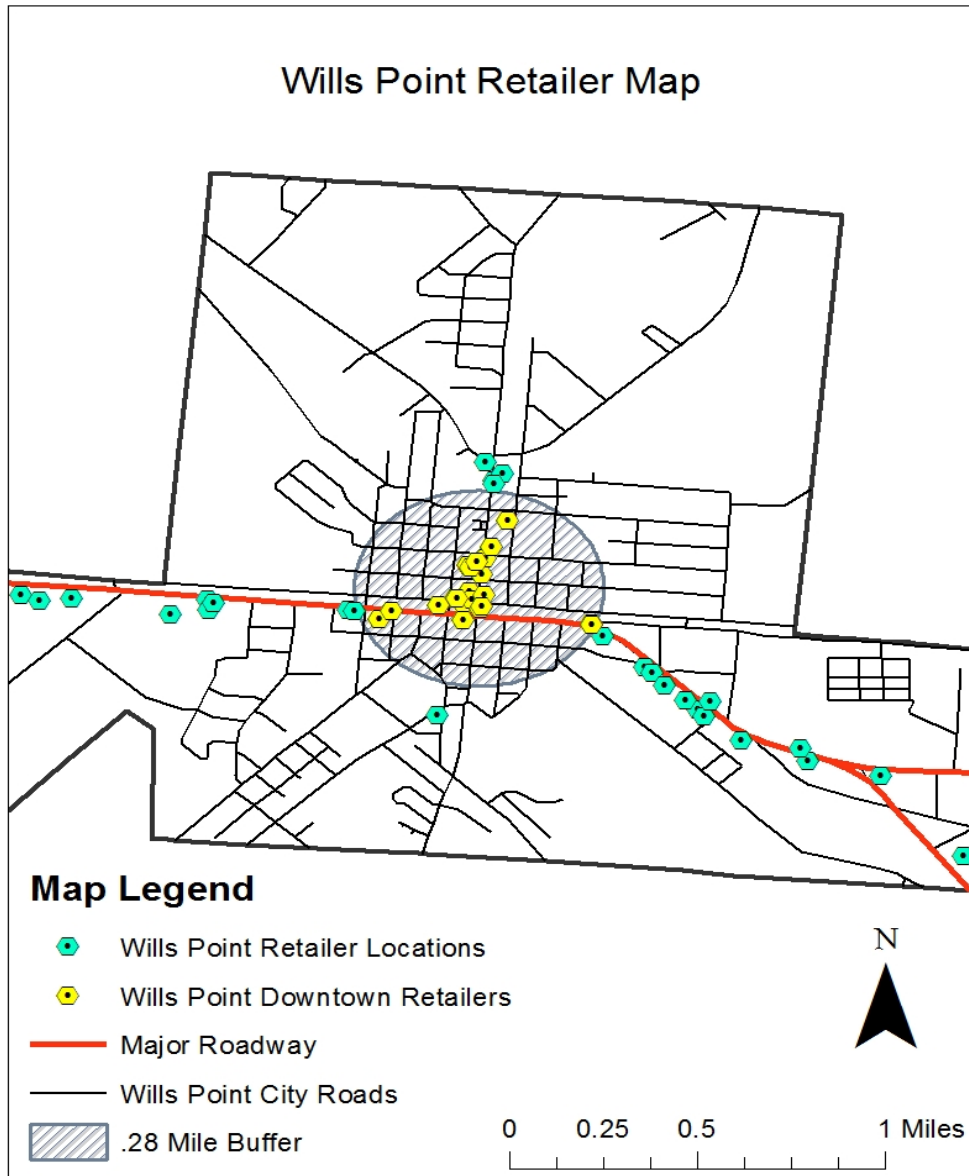 Wills Point Retailer Map
Map Legend
Wills Point Retailer Locations
Wills Point Downtown Retailers
Major Roadway
Wills Point City Roads
.28 Mile Buffer
N
0 0.25 0.5 1 Miles